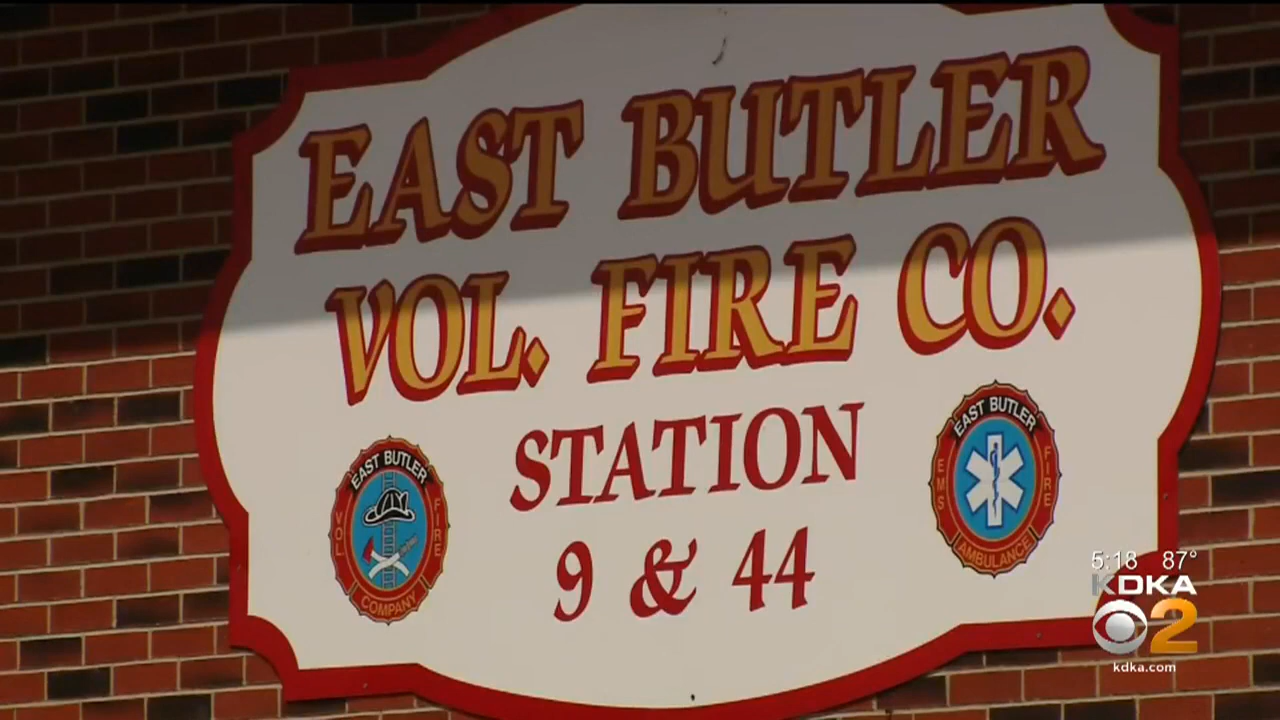 EAST BUTLER
VOL. FIRE CO.
STATION
9 & 44
EAST BUTLER
VOL FIRE
COMPANY
EAST BUTLER
EMS FIRE
AMBULANCE
5:18 87°
KDKA
2
kdka.com